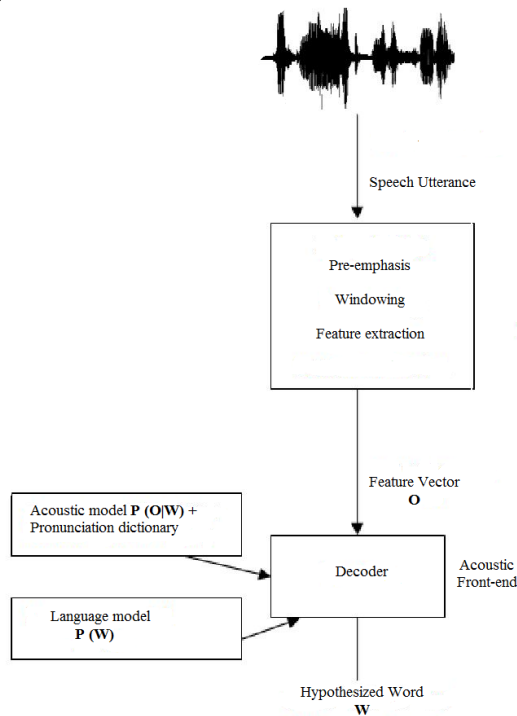 Speech Utterance
Pre-emphasis
Windowing
Feature extraction
Feature Vector
O
Acoustic model P (O|W) +
Pronunciation dictionary
Decoder
Acoustic
Front-end
Language model
P (W)
Hypothesized Word
W